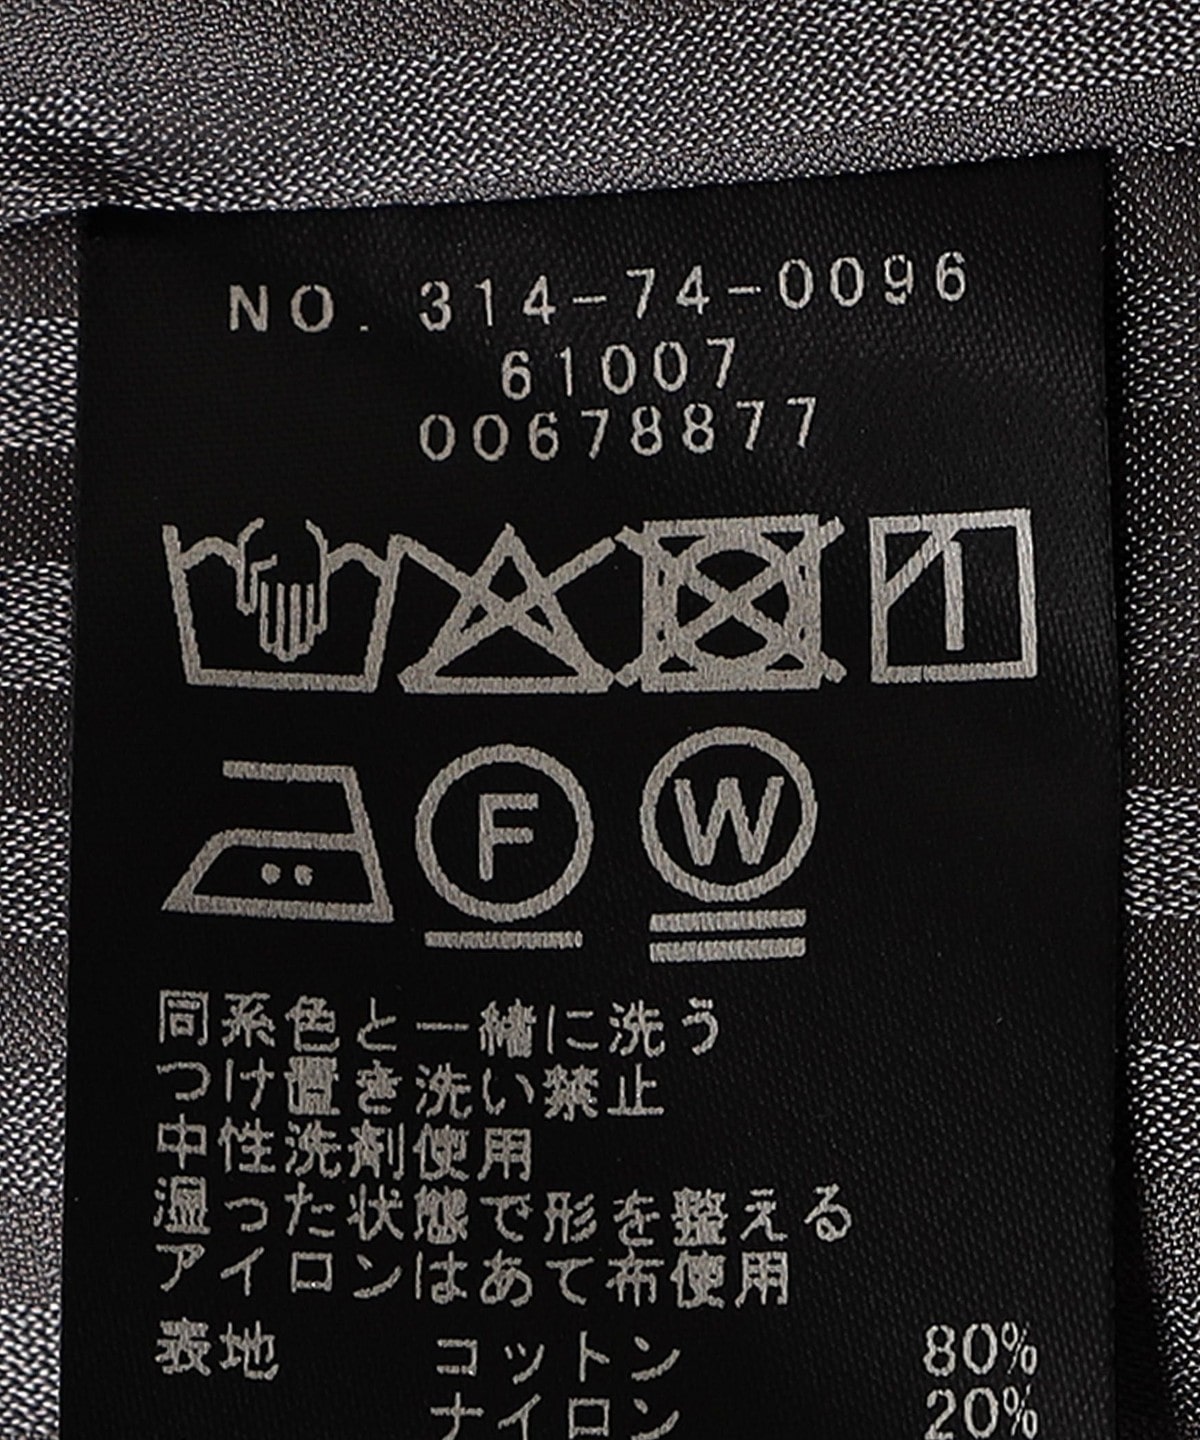 NO. 314-74-0096
61007
00678877
F W
同系色と一緒に洗う
つけ置き洗い禁止
中性洗剤使用
湿った状態で形を整える
アイロンはあて布使用
表地 コットン 80%
ナイロン 20%